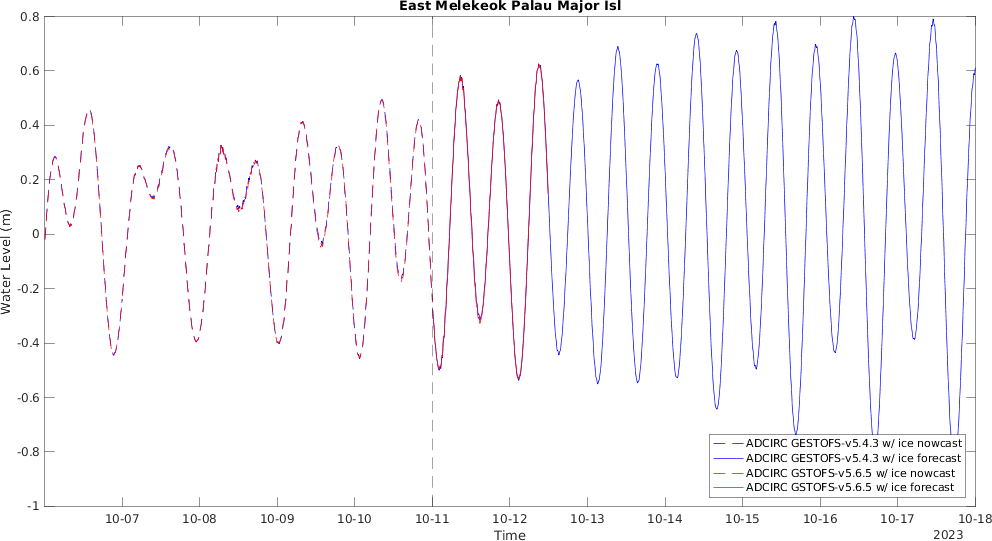 East Melekeok Palau Major Isl
0.8
0.6
0.4
0.2
0
-0.2
-0.4
-0.6
-0.8
-1
Water Level (m)
ADCIRC GESTOFS-v5.4.3 w/ ice nowcast
ADCIRC GESTOFS-v5.4.3 w/ ice forecast
ADCIRC GSTOFS-v5.6.5 w/ ice nowcast
ADCIRC GSTOFS-v5.6.5 w/ ice forecast
10-07 10-08 10-09 10-10 10-11 10-12 10-13 10-14 10-15 10-16 10-17 10-18
Time
2023